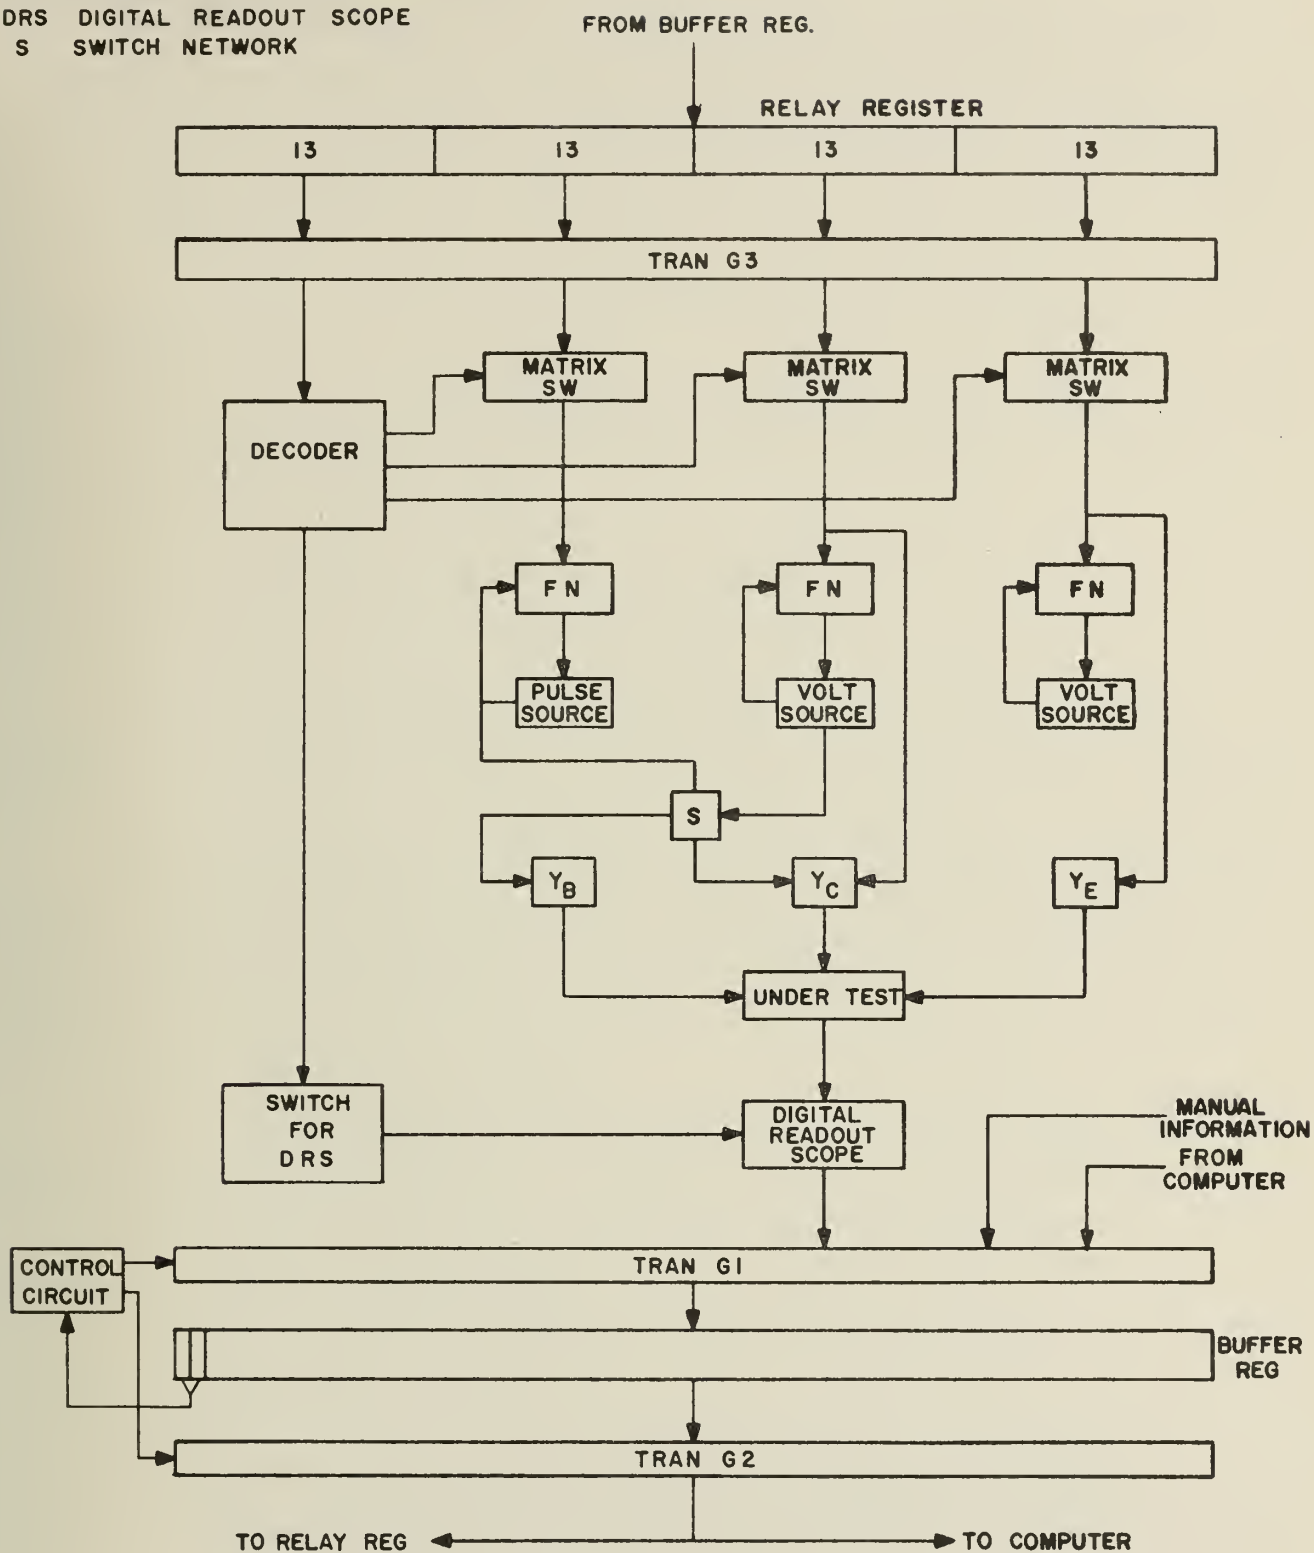 DRS DIGITAL READOUT SCOPE
S SWITCH NETWORK
FROM BUFFER REG.
RELAY REGISTER
13 13 13 13
TRAN G3
MATRIX SW
MATRIX SW
MATRIX SW
DECODER
FN
FN
FN
PULSE SOURCE
VOLT SOURCE
VOLT SOURCE
S
YB
YC
YE
UNDER TEST
SWITCH FOR DRS
DIGITAL READOUT SCOPE
MANUAL INFORMATION
FROM COMPUTER
CONTROL CIRCUIT
TRAN G1
BUFFER REG
TRAN G2
TO RELAY REG
TO COMPUTER